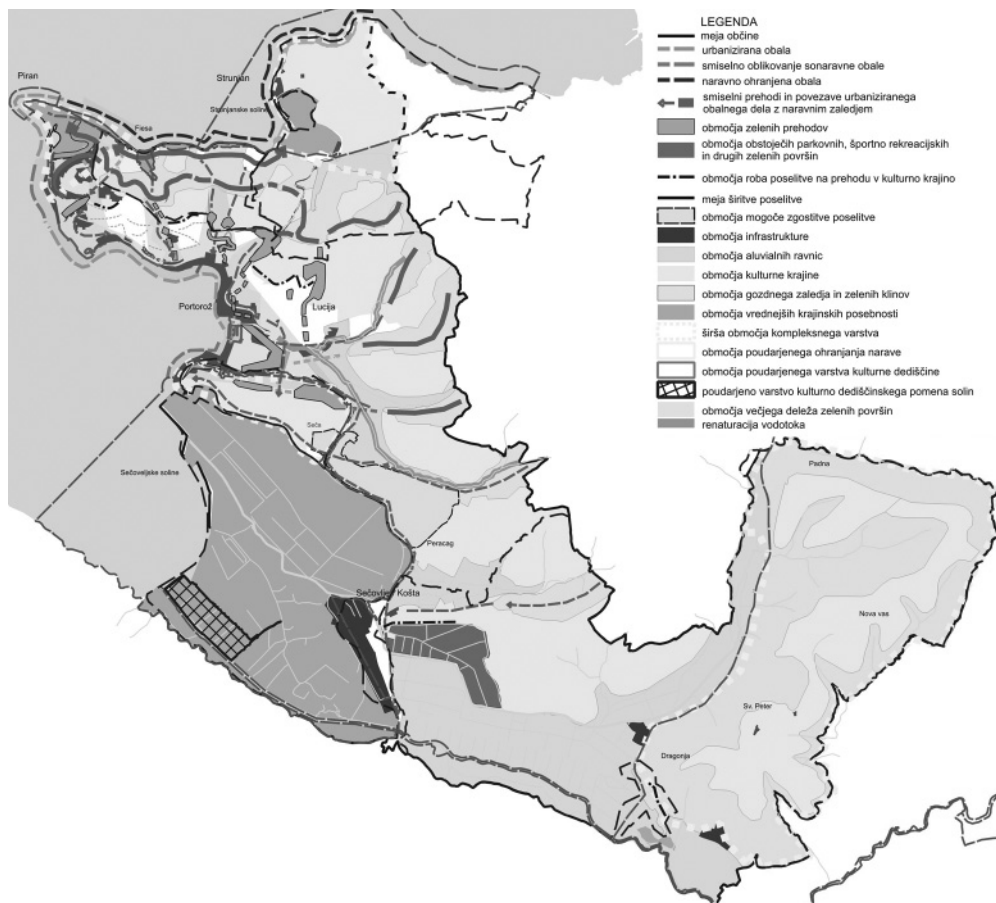 LEGENDA
meja občine
urbanizirana obala
smiselno oblikovanje sonaravne obale
naravno ohranjena obala
smiselni prehodi in povezave urbaniziranega
obalnega dela z naravnim zaledjem
območja zelenih prehodov
območja obstoječih parkovnih, športno rekreacijskih
in drugih zelenih površin
območja roba poselitve na prehodu v kulturno krajino
meja širitve poselitve
območja mogoče zgostitve poselitve
območja infrastrukture
območja aluvialnih ravnic
območja kulturne krajine
območja gozdnega zaledja in zelenih klinov
območja vrednejših krajinskih posebnosti
širša območja kompleksnega varstva
območja poudarjenega ohranjanja narave
območja poudarjenega varstva kulturne dediščine
poudarjeno varstvo kulturno dediščinskega pomena solin
območja večjega deleža zelenih površin
renaturacija vodotoka
Piran
Strunjan
Strunjanske soline
Fiesa
Portorož
Lucija
Seča
Sečoveljske soline
Padna
Peracag
Sečovlje
Košta
Nova vas
Sv. Peter
Dragonja